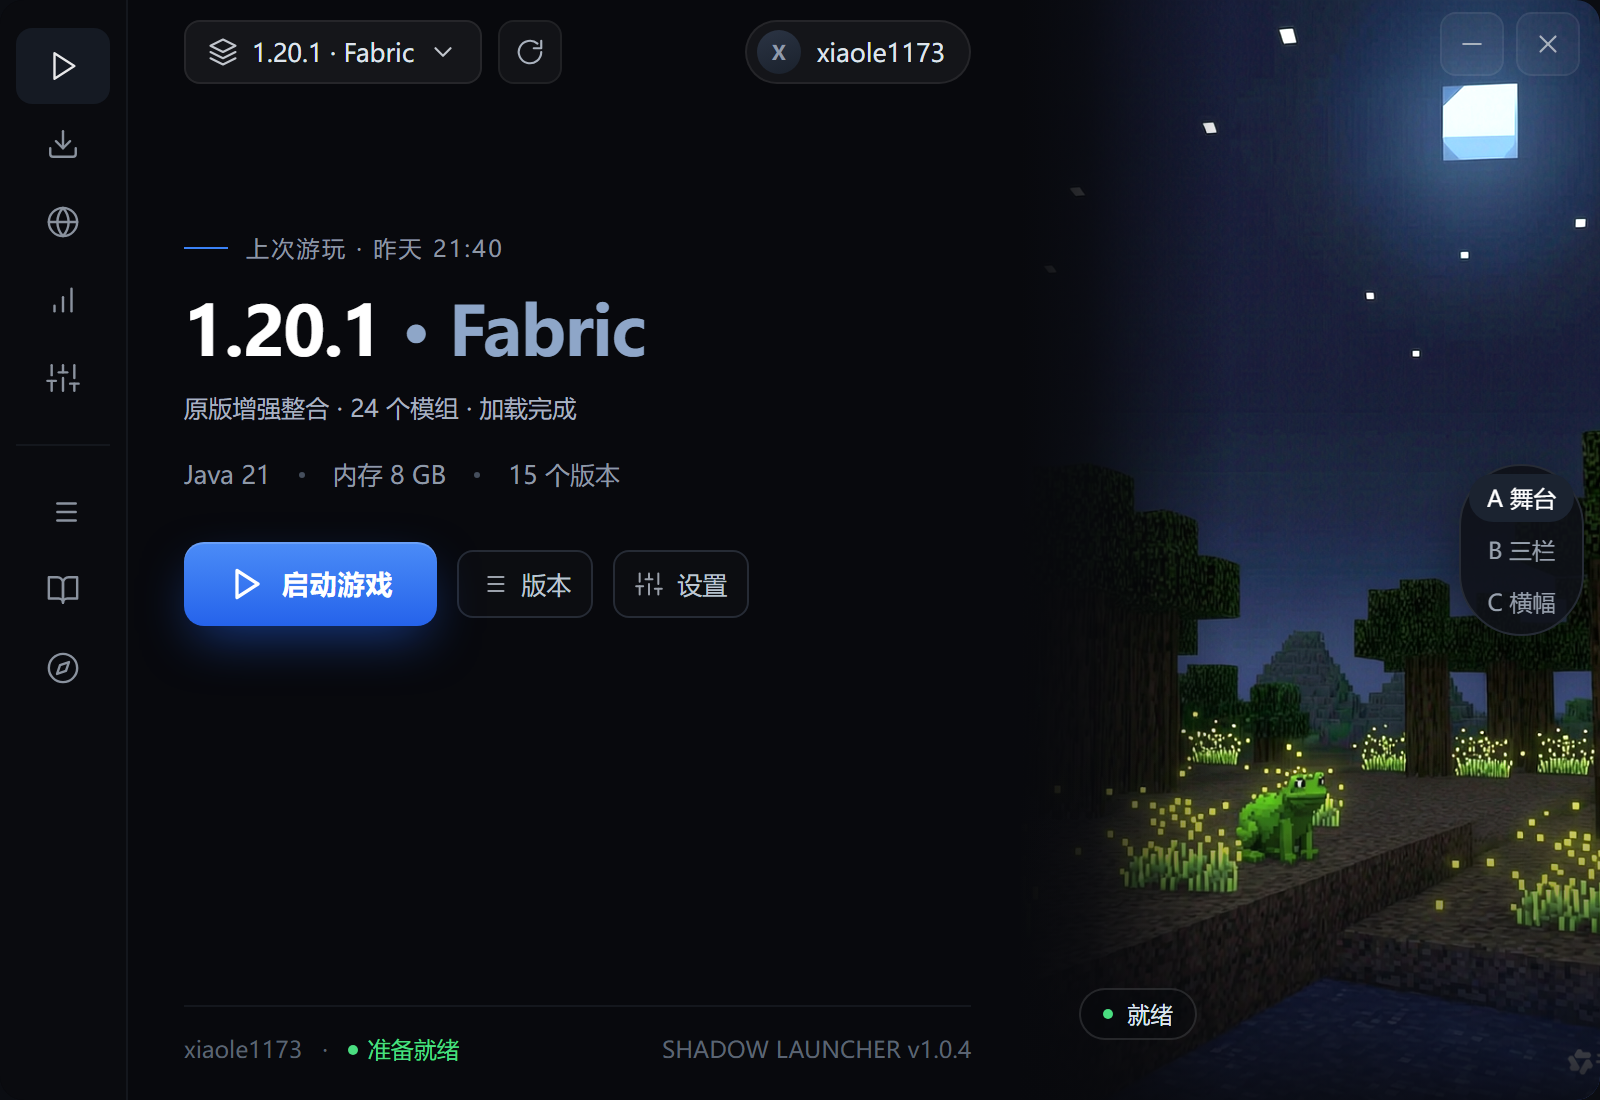 1.20.1 · Fabric
X xiaole1173
上次游玩 · 昨天 21:40
1.20.1 • Fabric
原版增强整合 · 24 个模组 · 加载完成
Java 21 • 内存 8 GB • 15 个版本
启动游戏
版本
设置
A 舞台
B 三栏
C 横幅
就绪
xiaole1173 · 准备就绪
SHADOW LAUNCHER v1.0.4